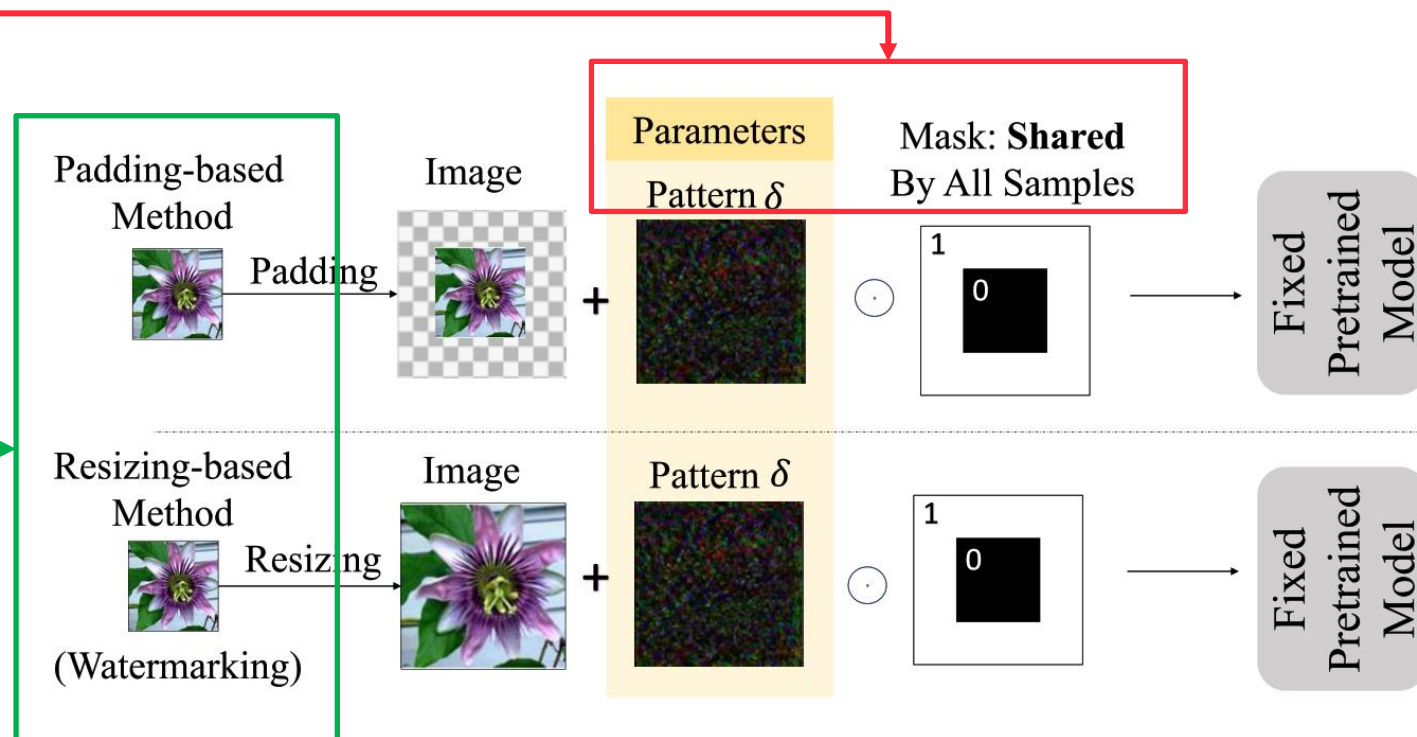 Parameters
Mask: Shared
By All Samples
Padding-based
Method
Image
Pattern δ
Padding
+
1
0
Fixed
Pretrained
Model
Resizing-based
Method
Image
Pattern δ
Resizing
+
1
0
(Watermarking)
Fixed
Pretrained
Model